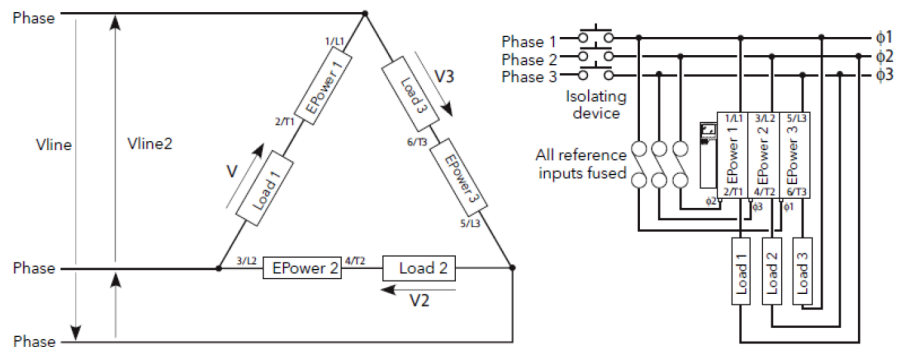 Phase
Vline
Vline2
1/L1
EPower 1
2/T1
V
Load 1
Load 3
V3
6/T3
EPower 3
5/L3
Phase
3/L2
EPower 2
4/T2
Load 2
V2
Phase
Phase 1
Phase 2
Phase 3
ϕ1
ϕ2
ϕ3
Isolating
device
All reference
inputs fused
1/L1
3/L2
5/L3
EPower 1
EPower 2
EPower 3
2/T1
4/T2
6/T3
ϕ2
ϕ3
ϕ1
Load 1
Load 2
Load 3